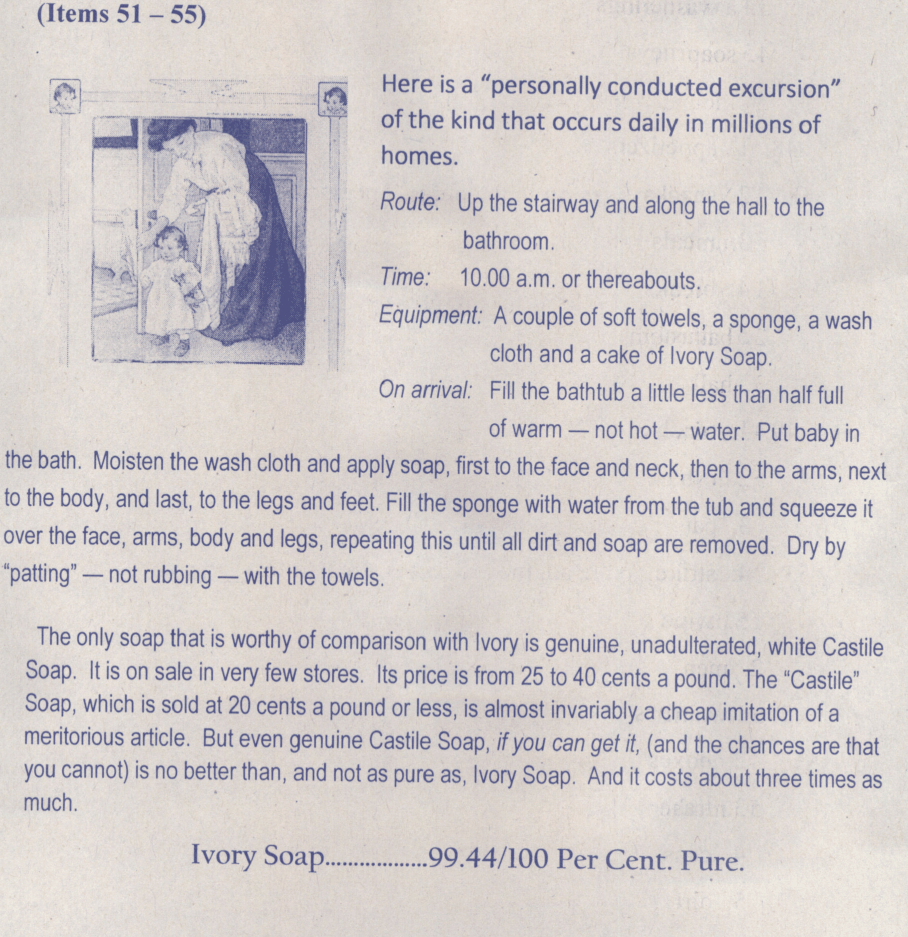 (Items 51 – 55)
Here is a “personally conducted excursion”
of the kind that occurs daily in millions of
homes.
Route: Up the stairway and along the hall to the
bathroom.
Time: 10.00 a.m. or thereabouts.
Equipment: A couple of soft towels, a sponge, a wash
cloth and a cake of Ivory Soap.
On arrival: Fill the bathtub a little less than half full
of warm — not hot — water. Put baby in
the bath. Moisten the wash cloth and apply soap, first to the face and neck, then to the arms, next
to the body, and last, to the legs and feet. Fill the sponge with water from the tub and squeeze it
over the face, arms, body and legs, repeating this until all dirt and soap are removed. Dry by
“patting” — not rubbing — with the towels.
The only soap that is worthy of comparison with Ivory is genuine, unadulterated, white Castile
Soap. It is on sale in very few stores. Its price is from 25 to 40 cents a pound. The “Castile”
Soap, which is sold at 20 cents a pound or less, is almost invariably a cheap imitation of a
meritorious article. But even genuine Castile Soap, if you can get it, (and the chances are that
you cannot) is no better than, and not as pure as, Ivory Soap. And it costs about three times as
much.
Ivory Soap..................99.44/100 Per Cent. Pure.